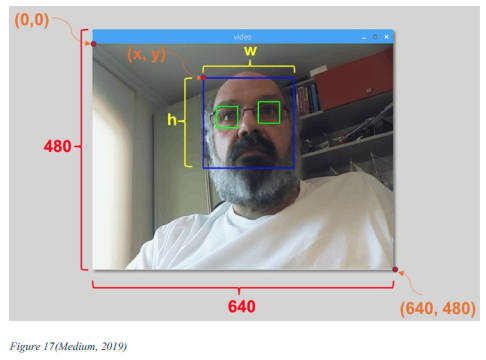 (0,0)
video
(x, y)
w
h
480
640
(640, 480)
Figure 17(Medium, 2019)